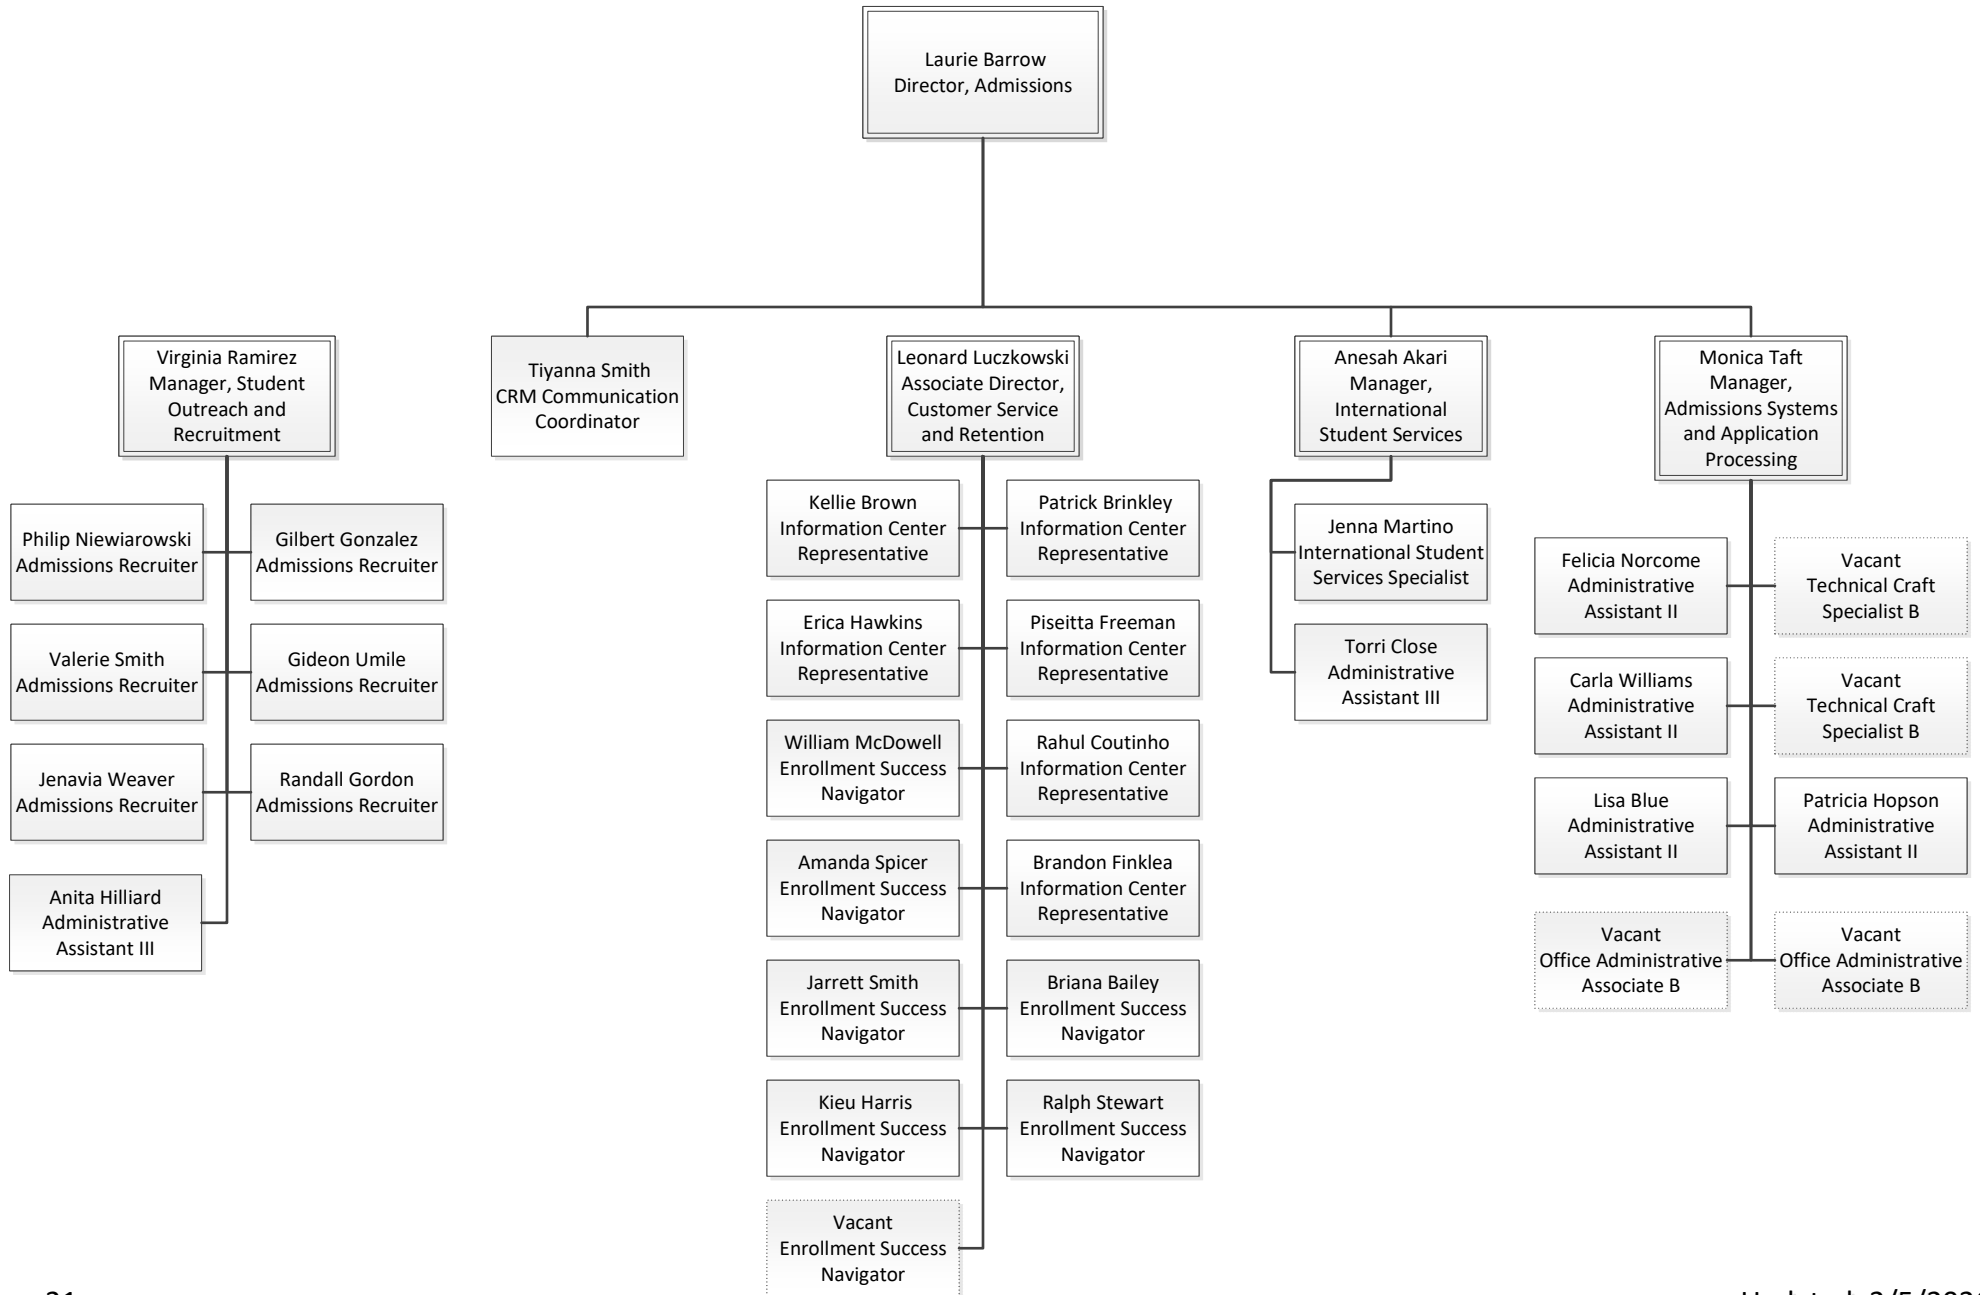 Laurie Barrow
Director, Admissions
Virginia Ramirez
Manager, Student
Outreach and
Recruitment
Tiyanna Smith
CRM Communication
Coordinator
Leonard Luczkowski
Associate Director,
Customer Service
and Retention
Anesah Akari
Manager,
International
Student Services
Monica Taft
Manager,
Admissions Systems
and Application
Processing
Philip Niewiarowski
Admissions Recruiter
Gilbert Gonzalez
Admissions Recruiter
Valerie Smith
Admissions Recruiter
Gideon Umile
Admissions Recruiter
Jenavia Weaver
Admissions Recruiter
Randall Gordon
Admissions Recruiter
Anita Hilliard
Administrative
Assistant III
Kellie Brown
Information Center
Representative
Patrick Brinkley
Information Center
Representative
Erica Hawkins
Information Center
Representative
Piseitta Freeman
Information Center
Representative
William McDowell
Enrollment Success
Navigator
Rahul Coutinho
Information Center
Representative
Amanda Spicer
Enrollment Success
Navigator
Brandon Finklea
Information Center
Representative
Jarrett Smith
Enrollment Success
Navigator
Briana Bailey
Enrollment Success
Navigator
Kieu Harris
Enrollment Success
Navigator
Ralph Stewart
Enrollment Success
Navigator
Vacant
Enrollment Success
Navigator
Jenna Martino
International Student
Services Specialist
Torri Close
Administrative
Assistant III
Felicia Norcome
Administrative
Assistant II
Vacant
Technical Craft
Specialist B
Carla Williams
Administrative
Assistant II
Vacant
Technical Craft
Specialist B
Lisa Blue
Administrative
Assistant II
Patricia Hopson
Administrative
Assistant II
Vacant
Office Administrative
Associate B
Vacant
Office Administrative
Associate B